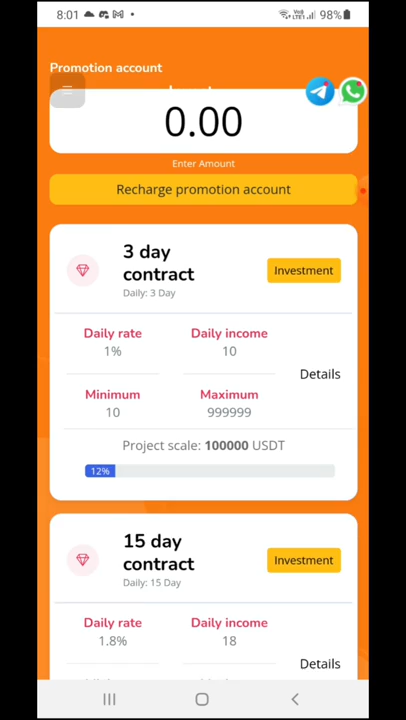 8:01
98%
Promotion account
0.00
Enter Amount
Recharge promotion account
3 day
contract
Investment
Daily: 3 Day
Daily rate
Daily income
1%
10
Details
Minimum
Maximum
10
999999
Project scale: 100000 USDT
12%
15 day
contract
Investment
Daily: 15 Day
Daily rate
Daily income
1.8%
18
Details